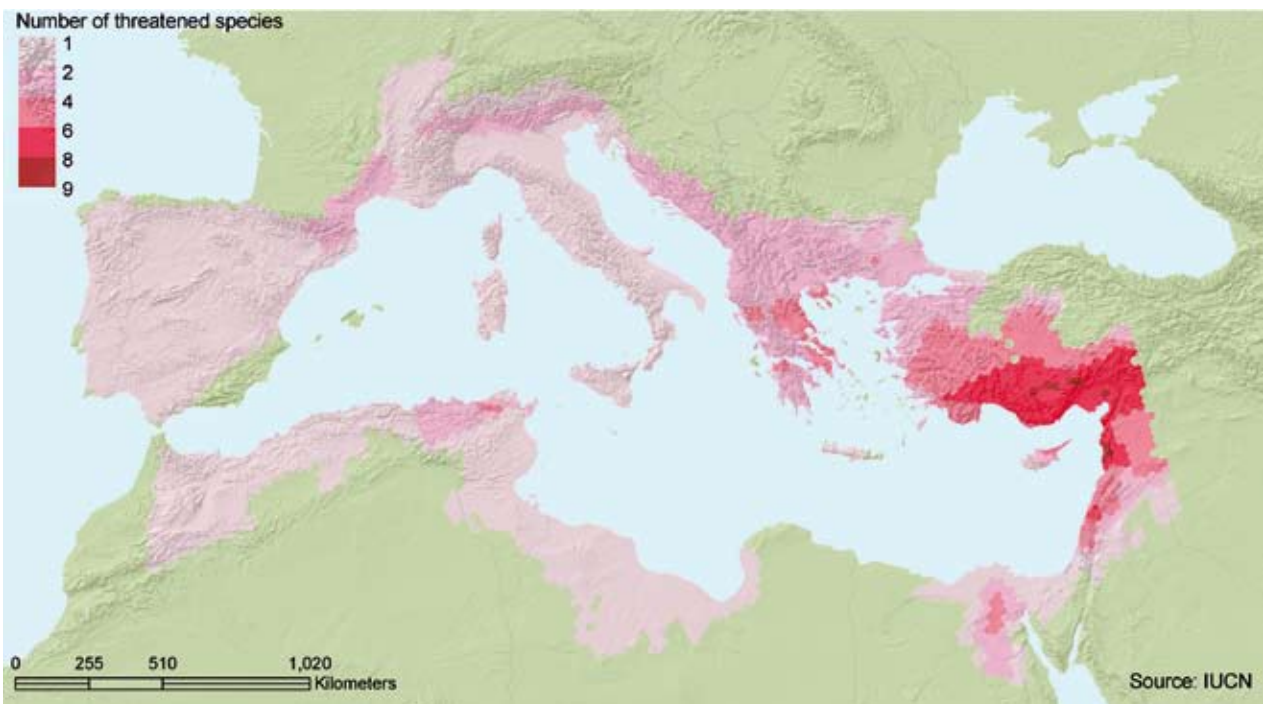 Number of threatened species
1
2
4
6
8
9
0 255 510 1,020
Kilometers
Source: IUCN